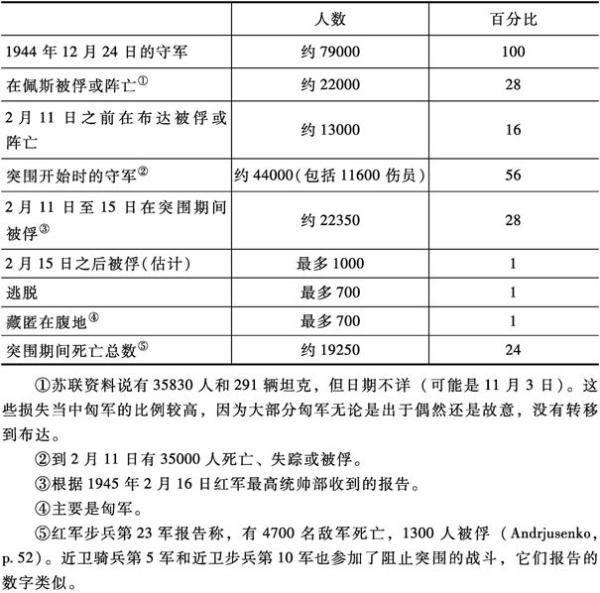 人数 百分比
1944 年 12 月 24 日的守军 约 79000 100
在佩斯被俘或阵亡① 约 22000 28
2 月 11 日之前在布达被俘或
阵亡 约 13000 16
突围开始时的守军② 约 44000(包括 11600 伤员) 56
2 月 11 日至 15 日在突围期间
被俘③ 约 22350 28
2 月 15 日之后被俘(估计) 最多 1000 1
逃脱 最多 700 1
藏匿在腹地④ 最多 700 1
突围期间死亡总数⑤ 约 19250 24
①苏联资料说有 35830 人和 291 辆坦克，但日期不详（可能是 11 月 3 日）。这
些损失当中匈军的比例较高，因为大部分匈军无论是出于偶然还是故意，没有转移
到布达。
②到 2 月 11 日有 35000 人死亡、失踪或被俘。
③根据 1945 年 2 月 16 日红军最高统帅部收到的报告。
④主要是匈军。
⑤红军步兵第 23 军报告称，有 4700 名敌军死亡，1300 人被俘（Andrjusenko，
p. 52）。近卫骑兵第 5 军和近卫步兵第 10 军也参加了阻止突围的战斗，它们报告的
数字类似。